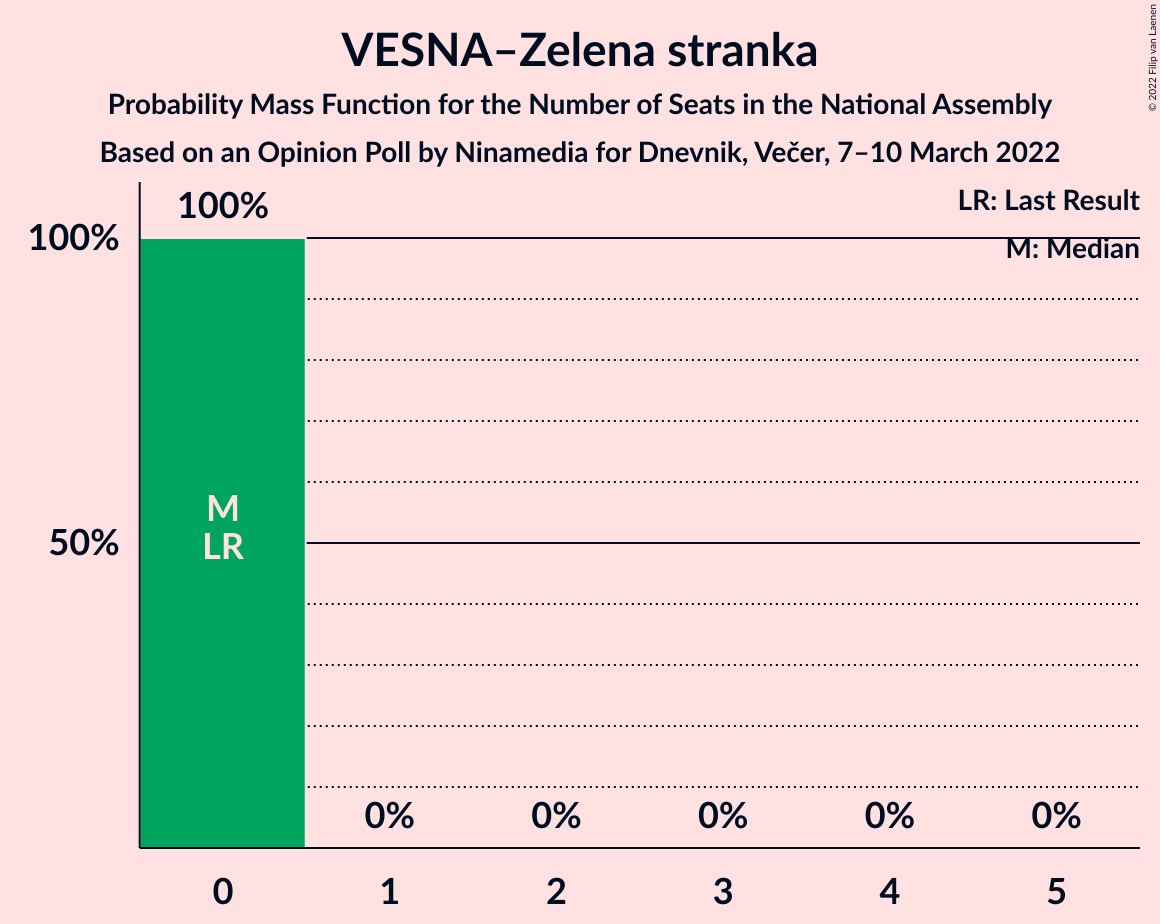 VESNA–Zelena stranka
Probability Mass Function for the Number of Seats in the National Assembly
Based on an Opinion Poll by Ninamedia for Dnevnik, Večer, 7–10 March 2022
© 2022 Filip van Laenen
LR: Last Result
M: Median
100%
100%
50%
M
LR
0% 0% 0% 0% 0%
0 1 2 3 4 5